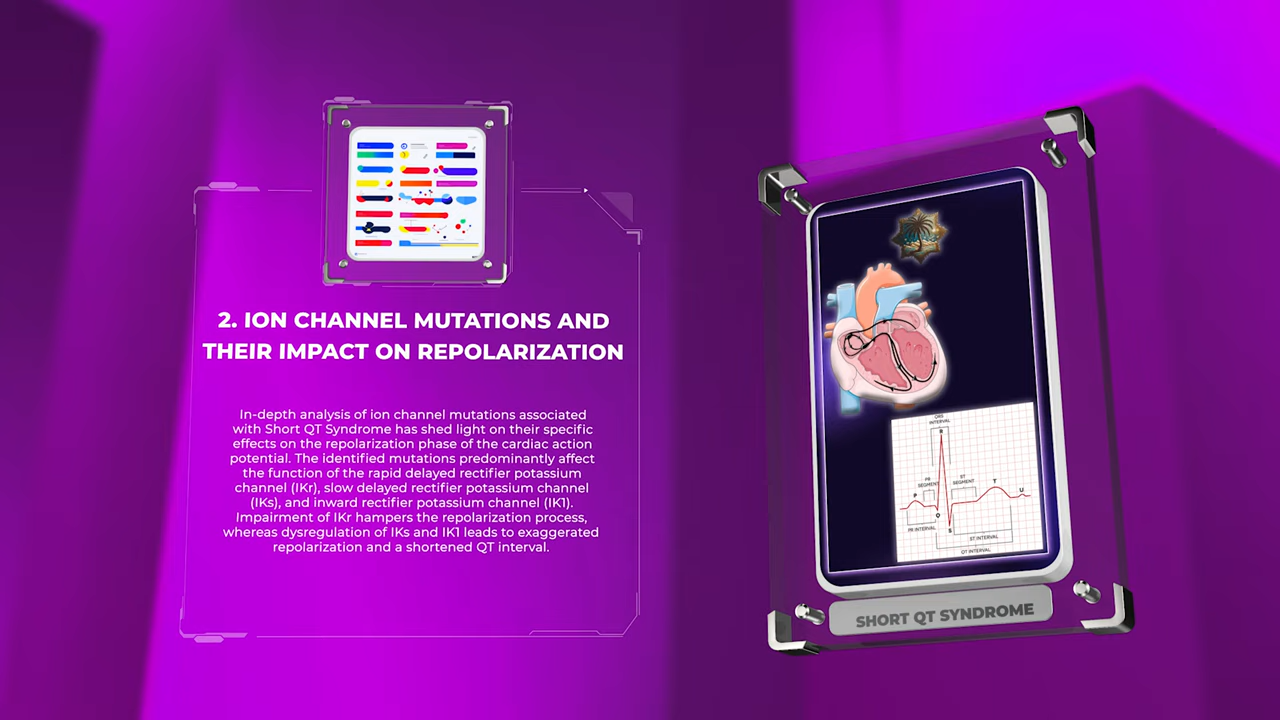 2. ION CHANNEL MUTATIONS AND
THEIR IMPACT ON REPOLARIZATION
In-depth analysis of ion channel mutations associated
with Short QT Syndrome has shed light on their specific
effects on the repolarization phase of the cardiac action
potential. The identified mutations predominantly affect
the function of the rapid delayed rectifier potassium
channel (IKr), slow delayed rectifier potassium channel
(IKs), and inward rectifier potassium channel (IK1).
Impairment of IKr hampers the repolarization process,
whereas dysregulation of IKs and IK1 leads to exaggerated
repolarization and a shortened QT interval.
QRS
INTERVAL
R
PR
SEGMENT
ST
SEGMENT
P
T
U
Q
S
PR INTERVAL
ST INTERVAL
QT INTERVAL
SHORT QT SYNDROME